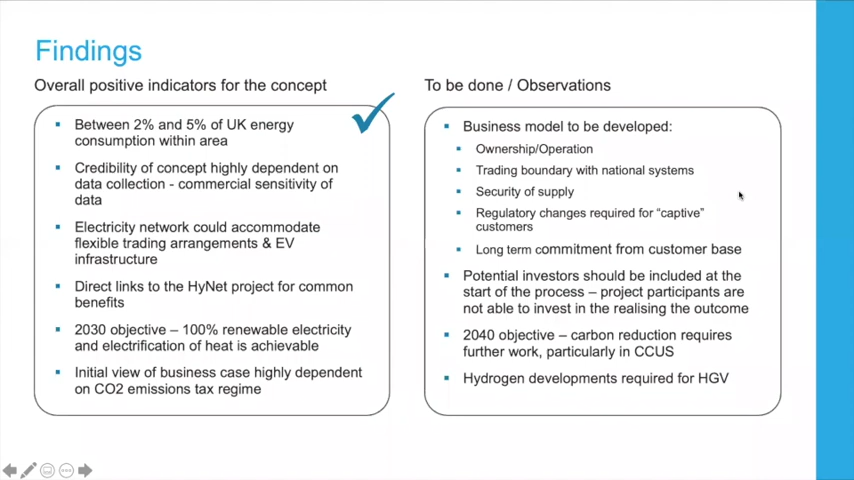 Findings
Overall positive indicators for the concept
Between 2% and 5% of UK energy
consumption within area
Credibility of concept highly dependent on
data collection - commercial sensitivity of
data
Electricity network could accommodate
flexible trading arrangements & EV
infrastructure
Direct links to the HyNet project for common
benefits
2030 objective – 100% renewable electricity
and electrification of heat is achievable
Initial view of business case highly dependent
on CO2 emissions tax regime
To be done / Observations
Business model to be developed:
Ownership/Operation
Trading boundary with national systems
Security of supply
Regulatory changes required for “captive”
customers
Long term commitment from customer base
Potential investors should be included at the
start of the process – project participants are
not able to invest in the realising the outcome
2040 objective – carbon reduction requires
further work, particularly in CCUS
Hydrogen developments required for HGV